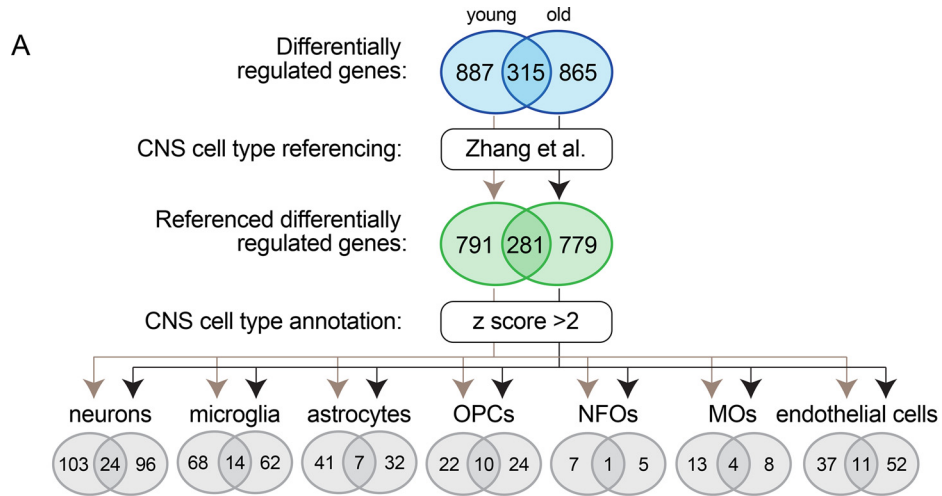 A
young old
Differentially
regulated genes:
887 315 865
CNS cell type referencing:
Zhang et al.
Referenced differentially
regulated genes:
791 281 779
CNS cell type annotation:
z score >2
neurons microglia astrocytes OPCs NFOs MOs endothelial cells
103 24 96 68 14 62 41 7 32 22 10 24 7 1 5 13 4 8 37 11 52